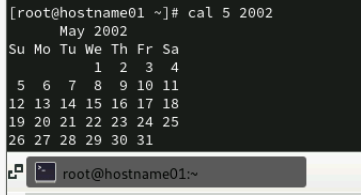 [root@hostname01 ~]# cal 5 2002
      May 2002
Su Mo Tu We Th Fr Sa
          1  2  3  4
 5  6  7  8  9 10 11
12 13 14 15 16 17 18
19 20 21 22 23 24 25
26 27 28 29 30 31
root@hostname01:~